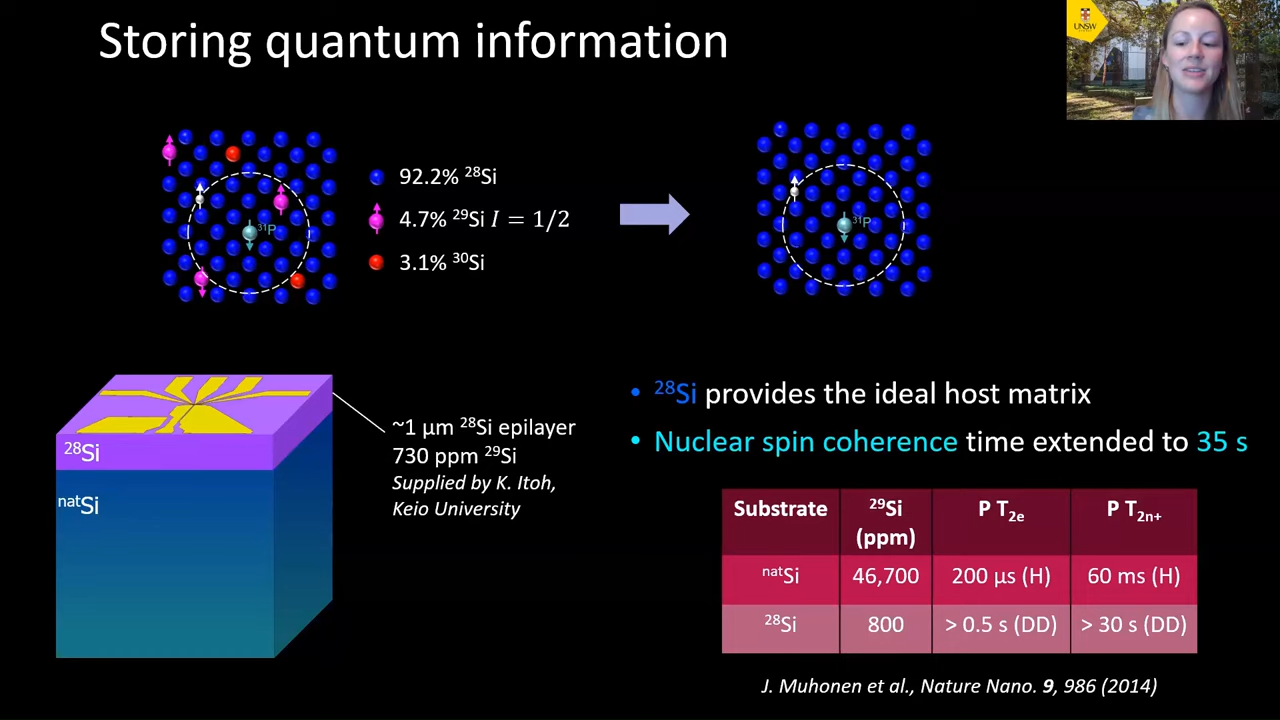 Storing quantum information
UNSW
31P
92.2% 28Si
4.7% 29Si I = 1/2
3.1% 30Si
31P
28Si
natSi
~1 µm 28Si epilayer
730 ppm 29Si
Supplied by K. Itoh,
Keio University
• 28Si provides the ideal host matrix
• Nuclear spin coherence time extended to 35 s
Substrate 29Si (ppm) P T2e P T2n+
natSi 46,700 200 µs (H) 60 ms (H)
28Si 800 > 0.5 s (DD) > 30 s (DD)
J. Muhonen et al., Nature Nano. 9, 986 (2014)